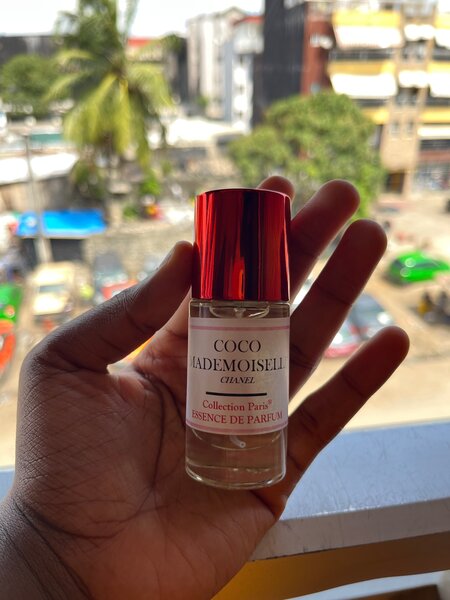 COCO
MADEMOISELL
CHANEL
Collection Paris®
ESSENCE DE PARFUM